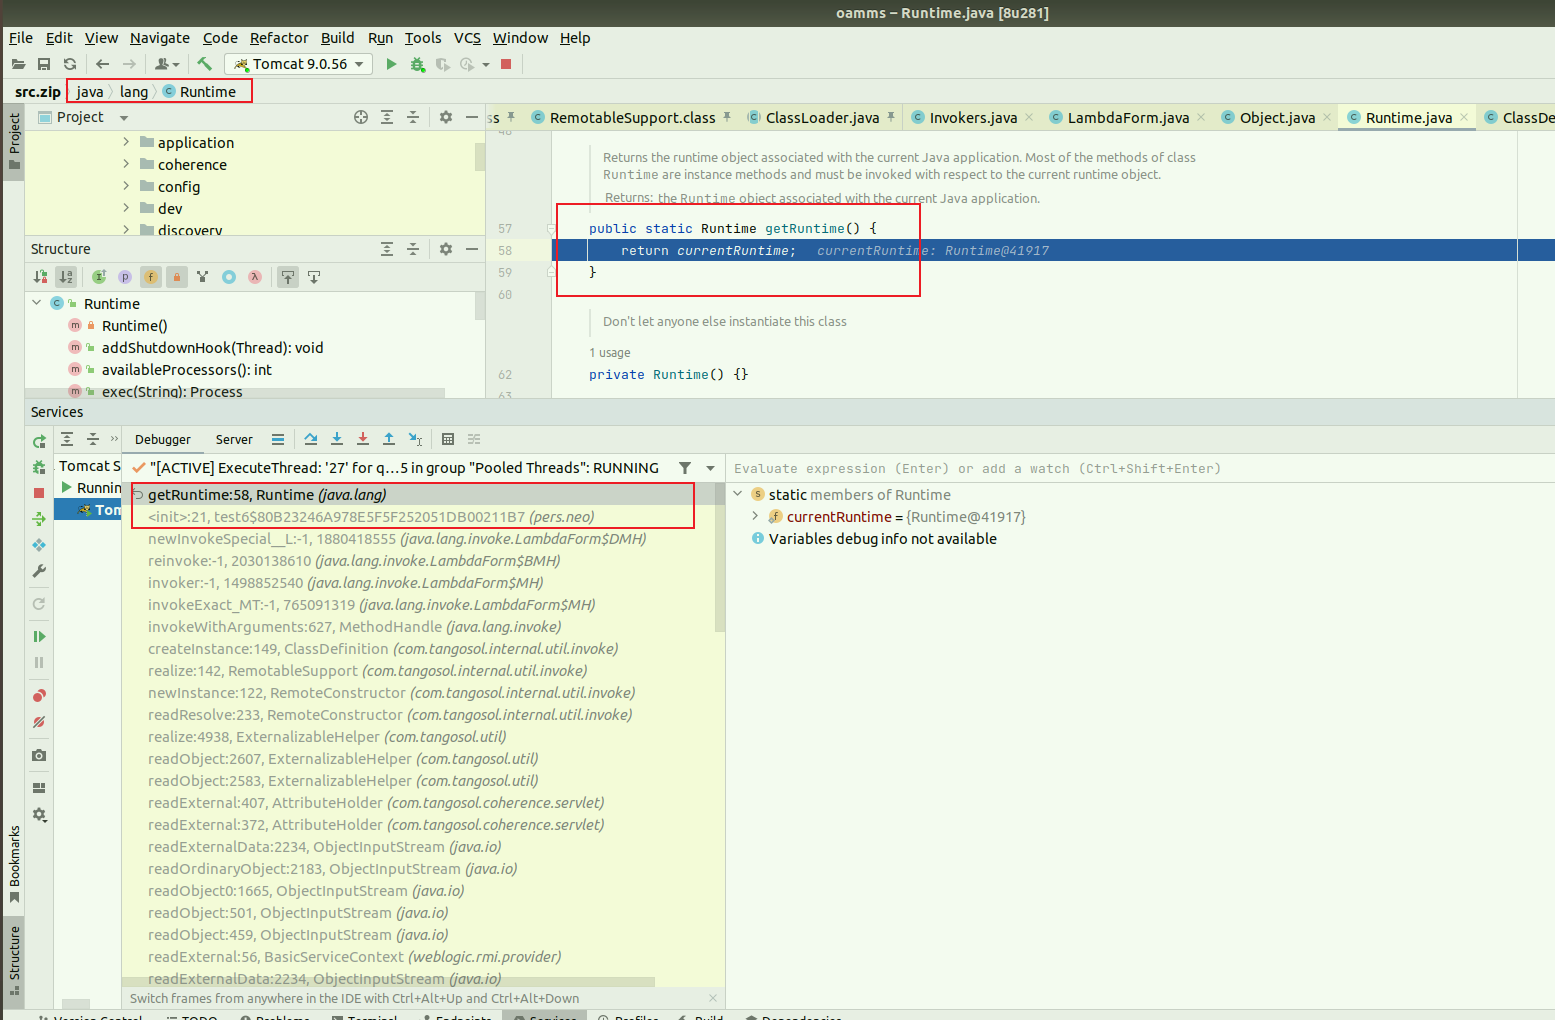 oamms – Runtime.java [8u281]
File Edit View Navigate Code Refactor Build Run Tools VCS Window Help
Tomcat 9.0.56
src.zip java lang Runtime
Project
Project
ss RemotableSupport.class ClassLoader.java Invokers.java LambdaForm.java Object.java Runtime.java ClassDe
application
coherence
config
dev
discovery
48
Returns the runtime object associated with the current Java application. Most of the methods of class
Runtime are instance methods and must be invoked with respect to the current runtime object.
Returns: the Runtime object associated with the current Java application.
57 public static Runtime getRuntime() {
58 return currentRuntime; currentRuntime: Runtime@41917
59 }
60
Don't let anyone else instantiate this class
1 usage
62 private Runtime() {}
63
Structure
Runtime
Runtime()
addShutdownHook(Thread): void
availableProcessors(): int
exec(String): Process
Services
Debugger Server
Tomcat S
Runnin
Tom
"[ACTIVE] ExecuteThread: '27' for q...5 in group "Pooled Threads": RUNNING
getRuntime:58, Runtime (java.lang)
<init>:21, test6$80B23246A978E5F5F252051DB00211B7 (pers.neo)
newInvokeSpecial__L:-1, 1880418555 (java.lang.invoke.LambdaForm$DMH)
reinvoke:-1, 2030138610 (java.lang.invoke.LambdaForm$BMH)
invoker:-1, 1498852540 (java.lang.invoke.LambdaForm$MH)
invokeExact_MT:-1, 765091319 (java.lang.invoke.LambdaForm$MH)
invokeWithArguments:627, MethodHandle (java.lang.invoke)
createInstance:149, ClassDefinition (com.tangosol.internal.util.invoke)
realize:142, RemotableSupport (com.tangosol.internal.util.invoke)
newInstance:122, RemoteConstructor (com.tangosol.internal.util.invoke)
readResolve:233, RemoteConstructor (com.tangosol.internal.util.invoke)
realize:4938, ExternalizableHelper (com.tangosol.util)
readObject:2607, ExternalizableHelper (com.tangosol.util)
readObject:2583, ExternalizableHelper (com.tangosol.util)
readExternal:407, AttributeHolder (com.tangosol.coherence.servlet)
readExternal:372, AttributeHolder (com.tangosol.coherence.servlet)
readExternalData:2234, ObjectInputStream (java.io)
readOrdinaryObject:2183, ObjectInputStream (java.io)
readObject0:1665, ObjectInputStream (java.io)
readObject:501, ObjectInputStream (java.io)
readObject:459, ObjectInputStream (java.io)
readExternal:56, BasicServiceContext (weblogic.rmi.provider)
readExternalData:2234, ObjectInputStream (java.io)
Switch frames from anywhere in the IDE with Ctrl+Alt+Up and Ctrl+Alt+Down
Evaluate expression (Enter) or add a watch (Ctrl+Shift+Enter)
static members of Runtime
currentRuntime = {Runtime@41917}
Variables debug info not available
Bookmarks
Structure
Version Control TODO Problems Terminal Endpoints Services Profiler Build Dependencies